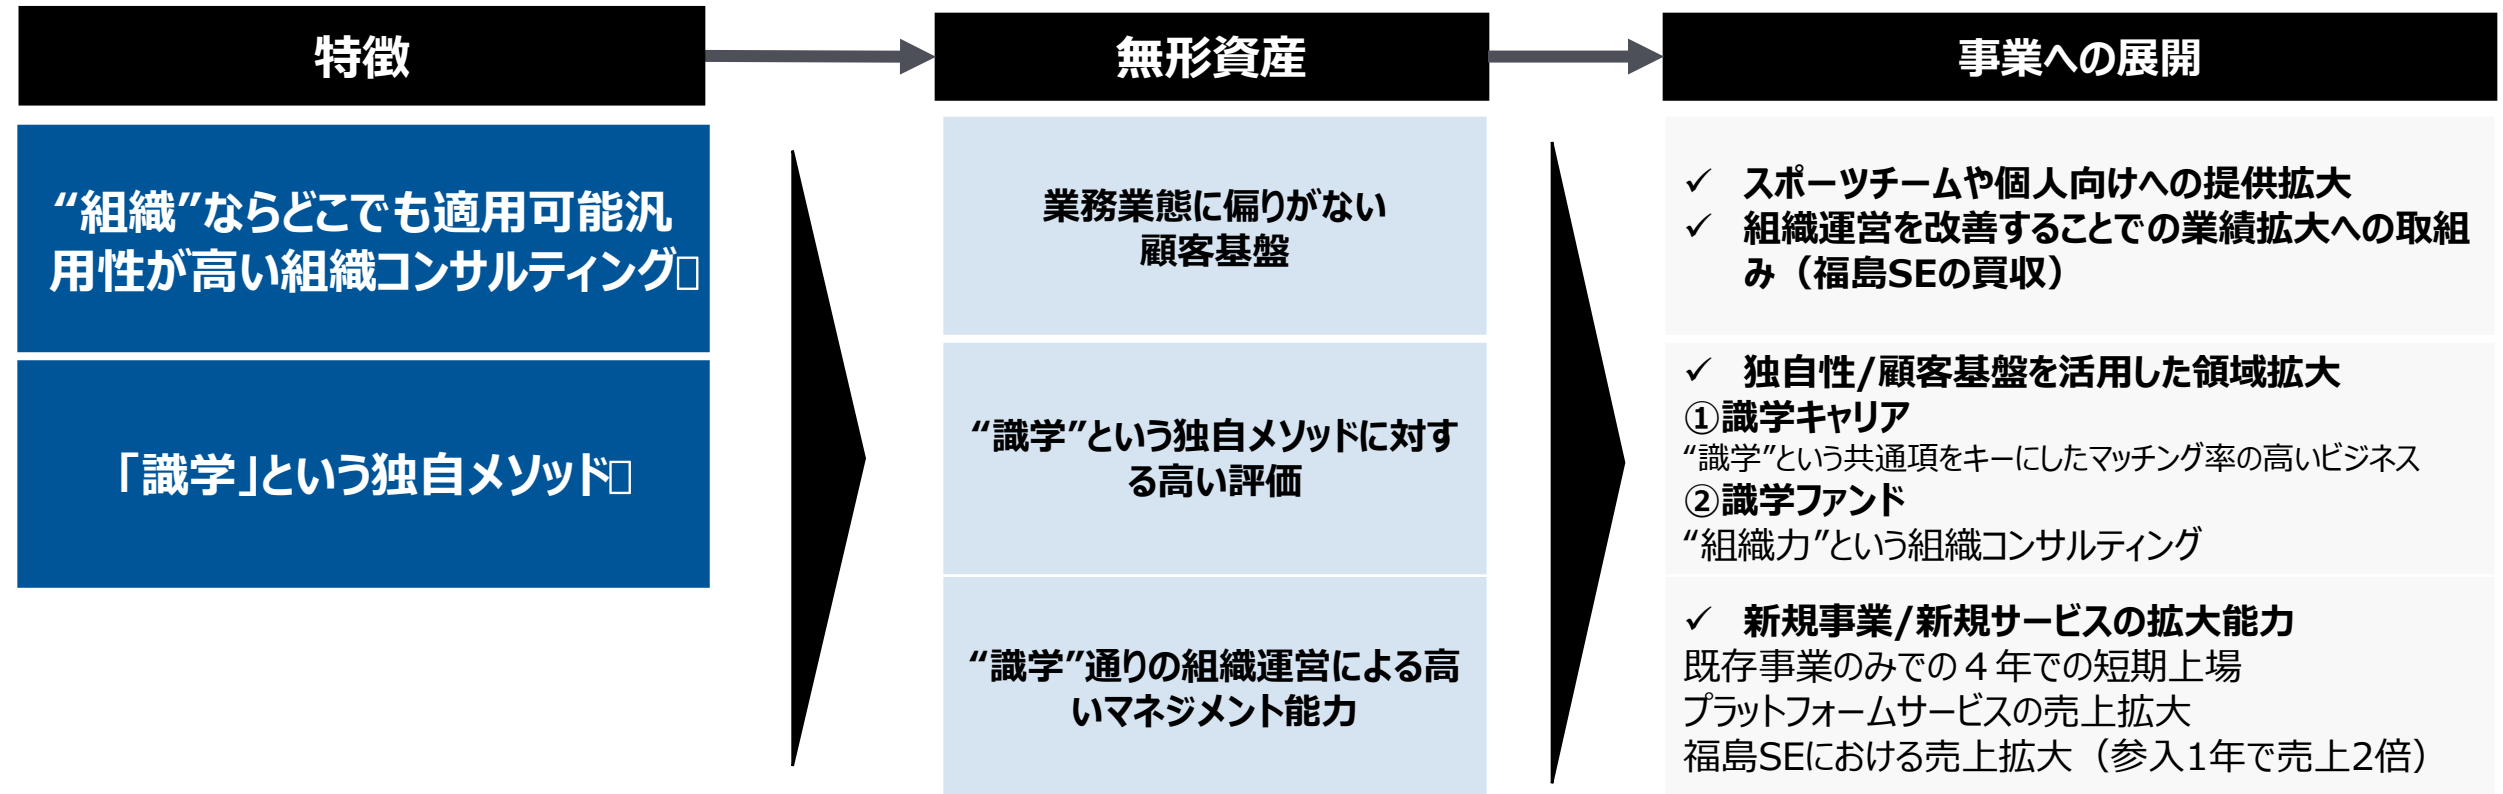 特徴
無形資産
事業への展開
“組織”ならどこでも適用可能汎
用性が高い組織コンサルティング
「識学」という独自メソッド
業務業態に偏りがない
顧客基盤
“識学”という独自メソッドに対す
る高い評価
“識学”通りの組織運営による高
いマネジメント能力
✓ スポーツチームや個人向けへの提供拡大
✓ 組織運営を改善することでの業績拡大への取組
み（福島SEの買収）
✓ 独自性/顧客基盤を活用した領域拡大
①識学キャリア
“識学”という共通項をキーにしたマッチング率の高いビジネス
②識学ファンド
“組織力”という組織コンサルティング
✓ 新規事業/新規サービスの拡大能力
既存事業のみでの４年での短期上場
プラットフォームサービスの売上拡大
福島SEにおける売上拡大（参入1年で売上2倍）